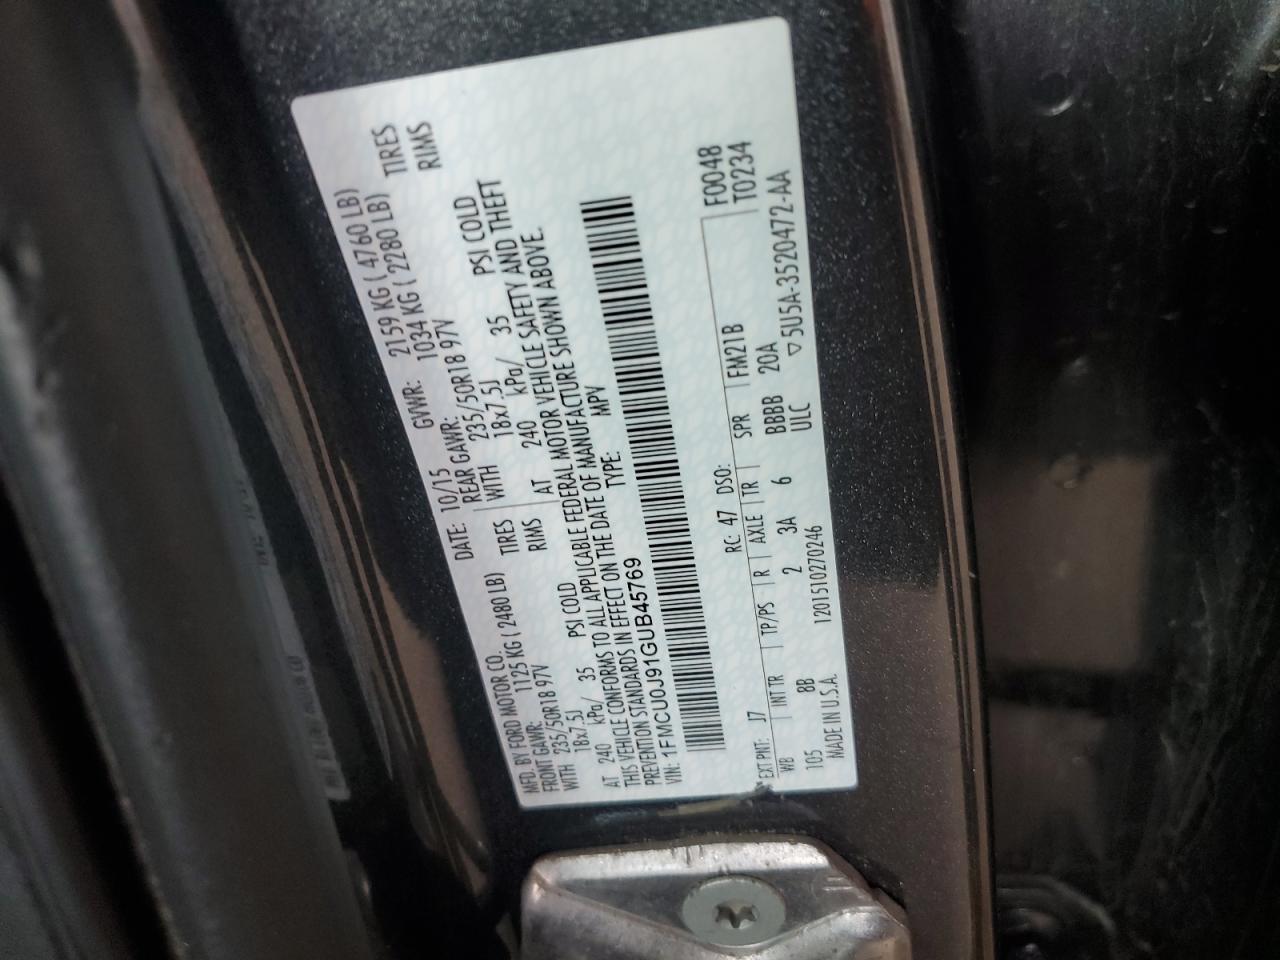 MFD. BY FORD MOTOR CO.
DATE: 10/15 GVWR: 2159 KG ( 4760 LB)
FRONT GAWR: 1125 KG ( 2480 LB) REAR GAWR: 1034 KG ( 2280 LB)
WITH 235/50R18 97V TIRES WITH 235/50R18 97V TIRES
18x7.5J RIMS 18x7.5J RIMS
AT 240 kPa/ 35 PSI COLD AT 240 kPa/ 35 PSI COLD
THIS VEHICLE CONFORMS TO ALL APPLICABLE FEDERAL MOTOR VEHICLE SAFETY AND THEFT
PREVENTION STANDARDS IN EFFECT ON THE DATE OF MANUFACTURE SHOWN ABOVE.
VIN: 1FMCU0J91GUB45769 TYPE: MPV
F0048
T0234
EXT PNT: J7 RC: 47 DSO:
WB INT TR TP/PS R AXLE TR SPR FM21B
105 8B 2 3A 6 BBBB 20A
MADE IN U.S.A. 1201510270246 ULC ▽5U5A-3520472-AA